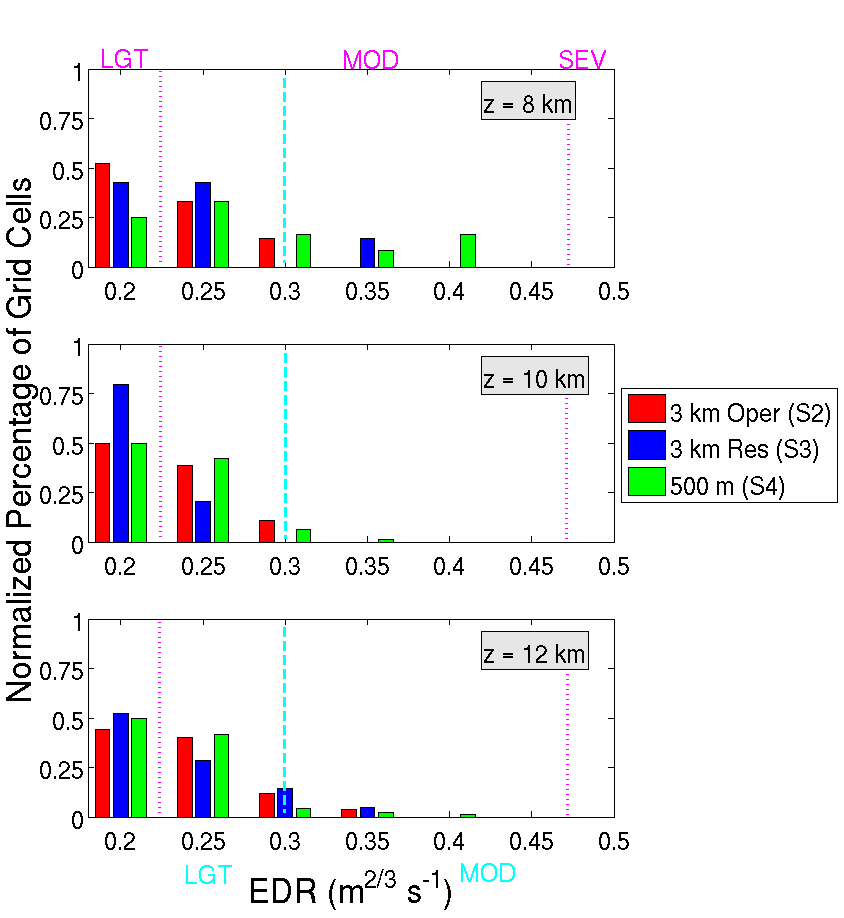 LGT MOD SEV
1
0.75
0.5
0.25
0
z = 8 km
0.2 0.25 0.3 0.35 0.4 0.45 0.5
Normalized Percentage of Grid Cells
1
0.75
0.5
0.25
0
z = 10 km
0.2 0.25 0.3 0.35 0.4 0.45 0.5
3 km Oper (S2)
3 km Res (S3)
500 m (S4)
1
0.75
0.5
0.25
0
z = 12 km
0.2 0.25 0.3 0.35 0.4 0.45 0.5
LGT EDR (m^2/3 s^-1) MOD